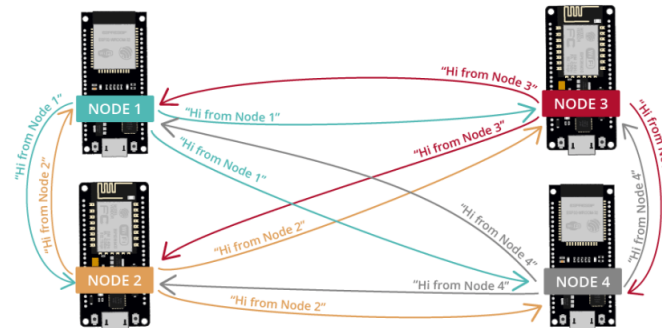 NODE 1
NODE 3
NODE 2
NODE 4
"Hi from Node 3"
"Hi from Node 1"
"Hi from Node 1"
"Hi from Node 3"
"Hi from No
"Hi from Node 2"
"Hi from Node 1"
"Hi from Node 4"
"Hi from Node 2"
"Hi from Node 4"
"Hi from Node 4"
"Hi from Node 2"